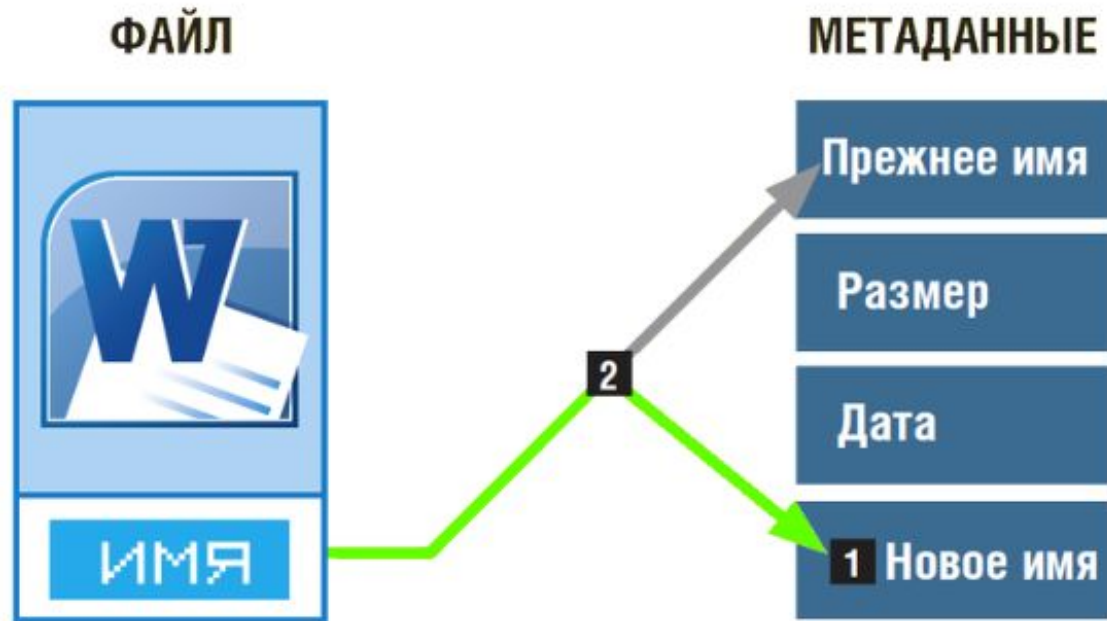 ФАЙЛ
МЕТАДАННЫЕ
W
ИМЯ
Прежнее имя
Размер
Дата
2
1 Новое имя